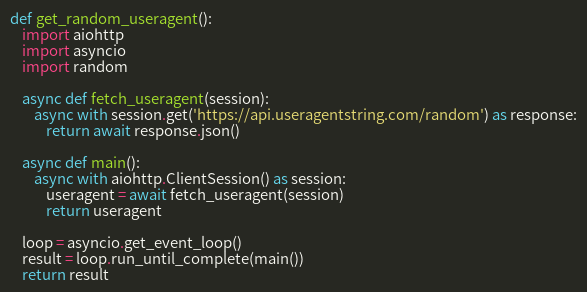 def get_random_useragent():
    import aiohttp
    import asyncio
    import random

    async def fetch_useragent(session):
        async with session.get('https://api.useragentstring.com/random') as response:
            return await response.json()

    async def main():
        async with aiohttp.ClientSession() as session:
            useragent = await fetch_useragent(session)
            return useragent

    loop = asyncio.get_event_loop()
    result = loop.run_until_complete(main())
    return result